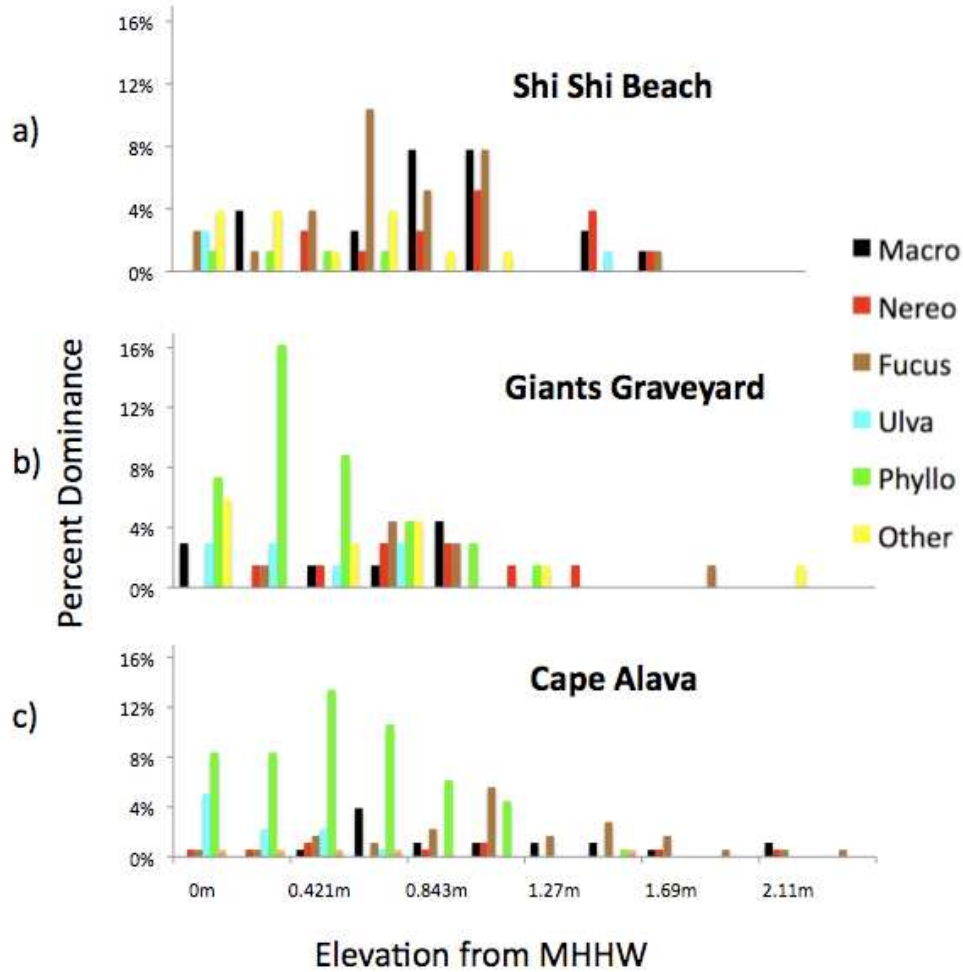 a)
Shi Shi Beach
16%
12%
8%
4%
0%
b)
Giants Graveyard
16%
12%
8%
4%
0%
c)
Cape Alava
16%
12%
8%
4%
0%
Percent Dominance
0m 0.421m 0.843m 1.27m 1.69m 2.11m
Elevation from MHHW
Macro
Nereo
Fucus
Ulva
Phyllo
Other